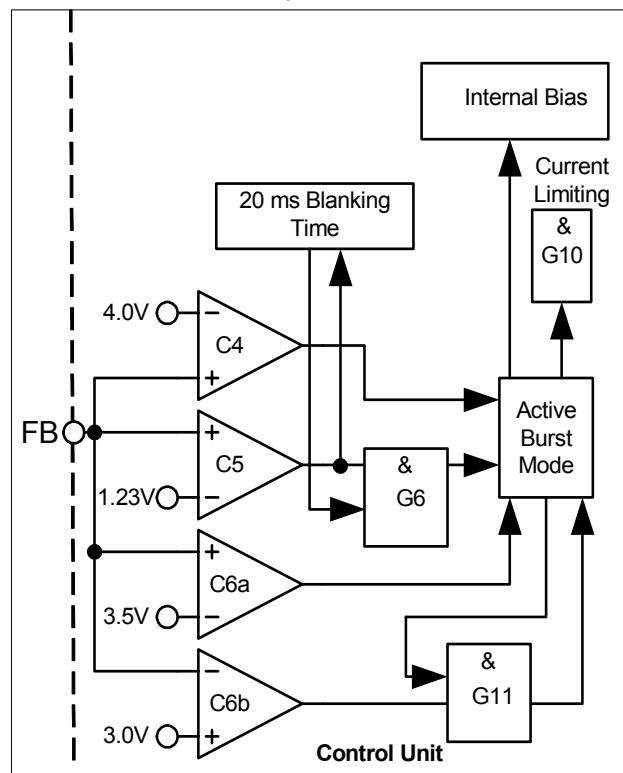 Internal Bias
Current
Limiting
20 ms Blanking
Time
&
G10
4.0V
−
C4
+
FB
+
C5
1.23V
−
&
G6
Active
Burst
Mode
+
C6a
3.5V
−
−
C6b
3.0V
+
&
G11
Control Unit